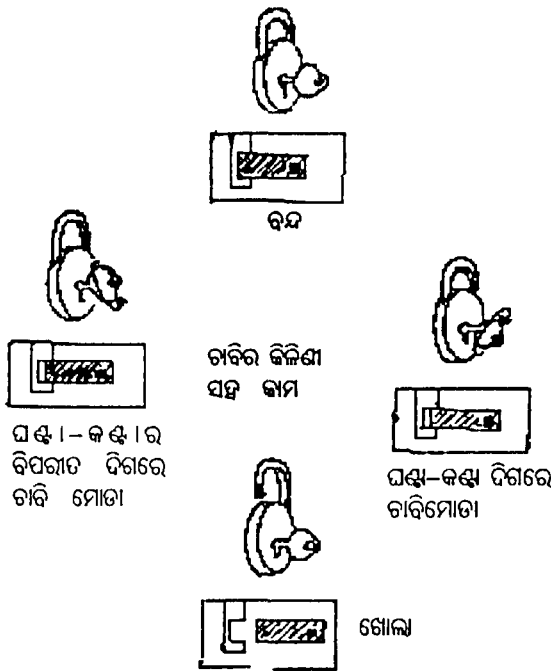 ବନ୍ଦ
ଚାବିର କିଳିଣୀ
ସହ କାମ
ଘଣ୍ଟା-କଣ୍ଟାର
ବିପରୀତ ଦିଗରେ
ଚାବି ମୋଡା
ଘଣ୍ଟା-କଣ୍ଟା ଦିଗରେ
ଚାବିମୋଡା
ଖୋଲା